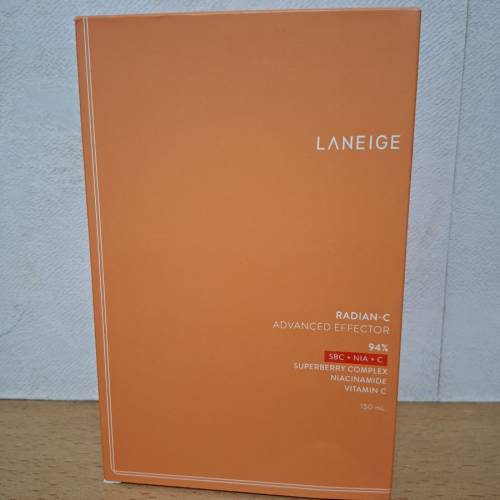 LANEIGE
RADIAN-C
ADVANCED EFFECTOR
94%
SBC + NIA + C
SUPERBERRY COMPLEX
NIACINAMIDE
VITAMIN C
150 mL